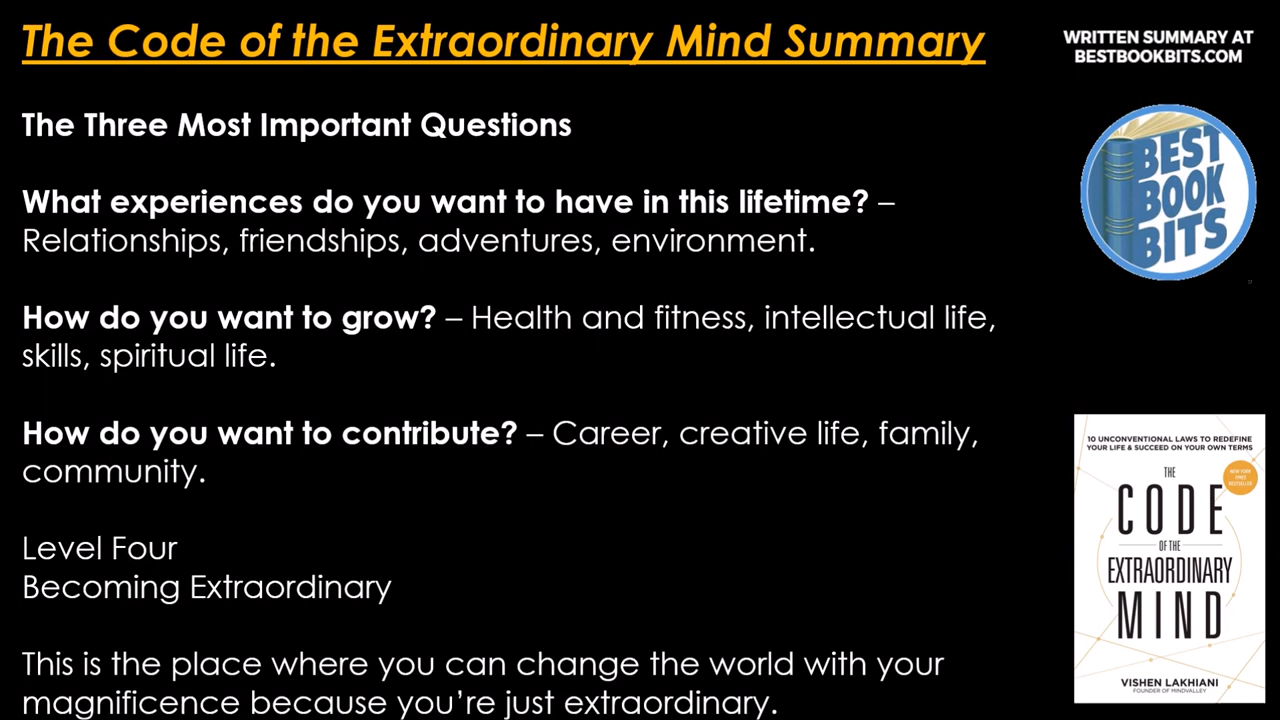 The Code of the Extraordinary Mind Summary
WRITTEN SUMMARY AT
BESTBOOKBITS.COM
The Three Most Important Questions
What experiences do you want to have in this lifetime? –
Relationships, friendships, adventures, environment.
How do you want to grow? – Health and fitness, intellectual life,
skills, spiritual life.
How do you want to contribute? – Career, creative life, family,
community.
Level Four
Becoming Extraordinary
This is the place where you can change the world with your
magnificence because you’re just extraordinary.
BEST
BOOK
BITS
10 UNCONVENTIONAL LAWS TO REDEFINE
YOUR LIFE & SUCCEED ON YOUR OWN TERMS
NEW YORK
TIMES
BESTSELLER
THE
CODE
OF THE
EXTRAORDINARY
MIND
VISHEN LAKHIANI
FOUNDER OF MINDVALLEY